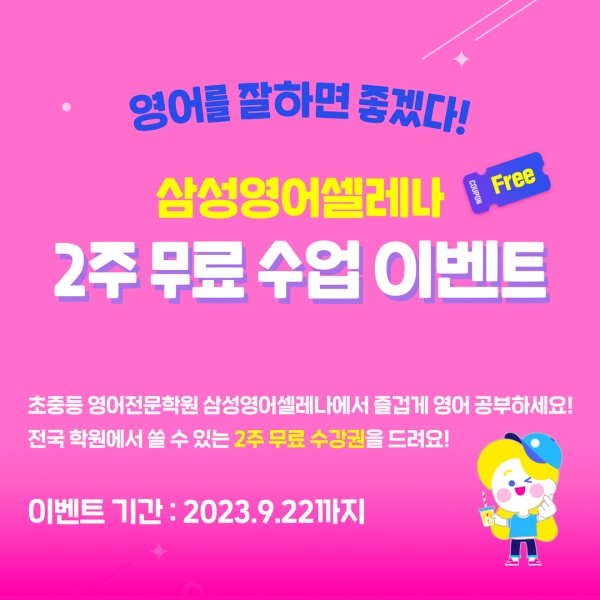 영어를 잘하면 좋겠다!
삼성영어셀레나
COUPON Free
2주 무료 수업 이벤트
초중등 영어전문학원 삼성영어셀레나에서 즐겁게 영어 공부하세요!
전국 학원에서 쓸 수 있는 2주 무료 수강권을 드려요!
이벤트 기간 : 2023.9.22까지